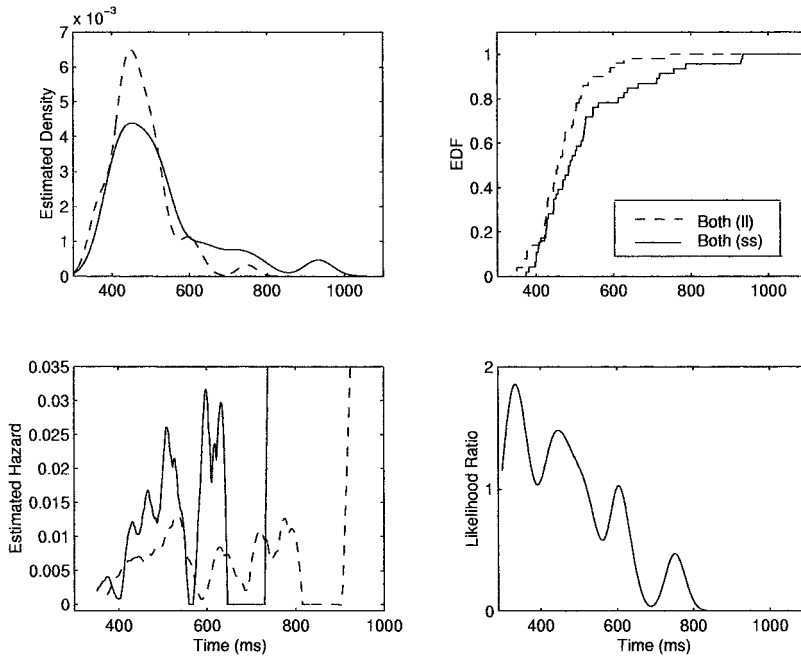 x 10⁻³
7
6
5
4
3
2
1
0
Estimated Density
400 600 800 1000
1
0.8
0.6
0.4
0.2
0
EDF
Both (ll)
Both (ss)
400 600 800 1000
0.035
0.03
0.025
0.02
0.015
0.01
0.005
0
Estimated Hazard
400 600 800 1000
Time (ms)
2
1
0
Likelihood Ratio
400 600 800 1000
Time (ms)